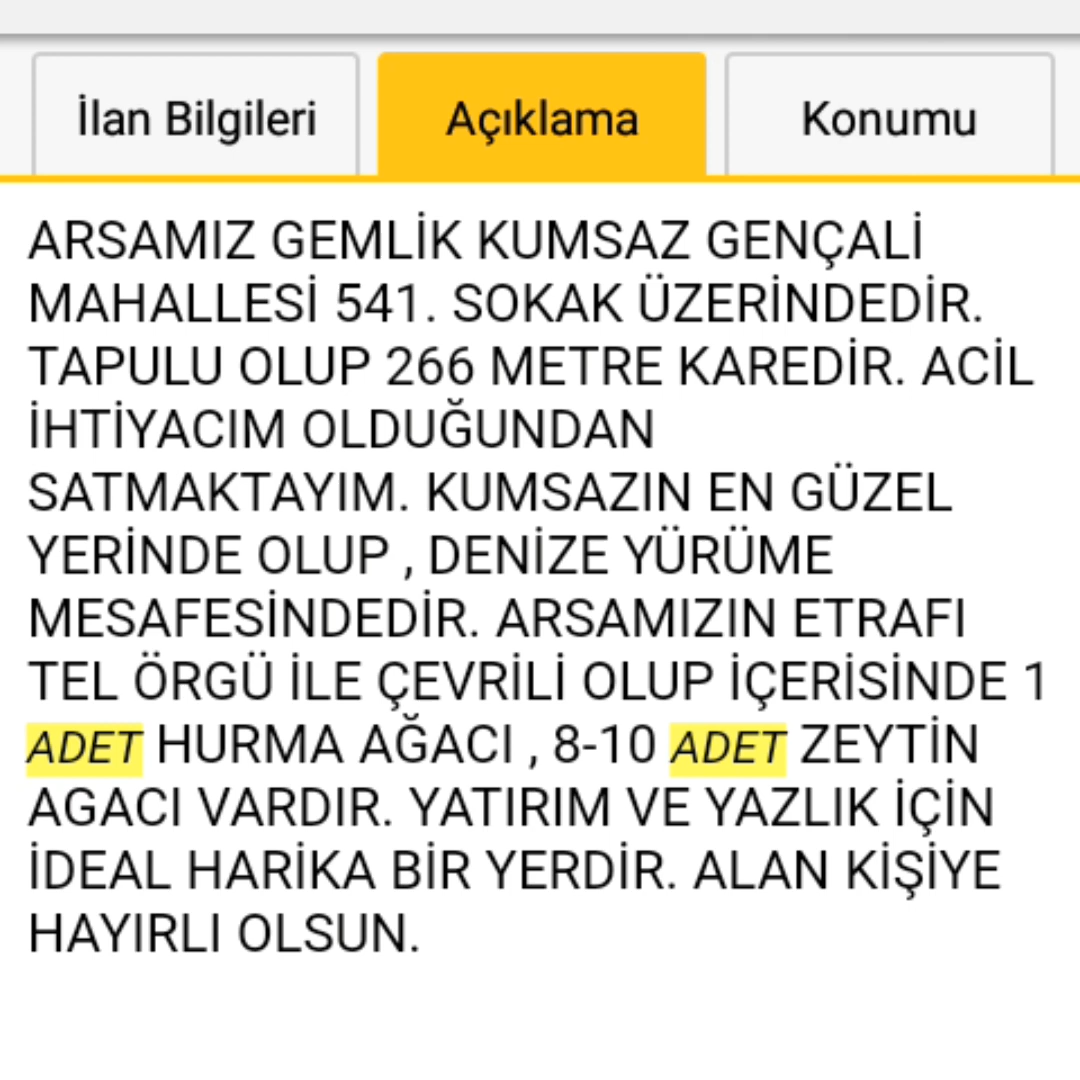 İlan Bilgileri Açıklama Konumu
ARSAMIZ GEMLİK KUMSAZ GENÇALİ
MAHALLESİ 541. SOKAK ÜZERİNDEDİR.
TAPULU OLUP 266 METRE KAREDİR. ACİL
İHTİYACIM OLDUĞUNDAN
SATMAKTAYIM. KUMSAZIN EN GÜZEL
YERİNDE OLUP , DENİZE YÜRÜME
MESAFESİNDEDİR. ARSAMIZIN ETRAFI
TEL ÖRGÜ İLE ÇEVRİLİ OLUP İÇERİSİNDE 1
ADET HURMA AĞACI , 8-10 ADET ZEYTİN
AGACI VARDIR. YATIRIM VE YAZLIK İÇİN
İDEAL HARİKA BİR YERDİR. ALAN KİŞİYE
HAYIRLI OLSUN.